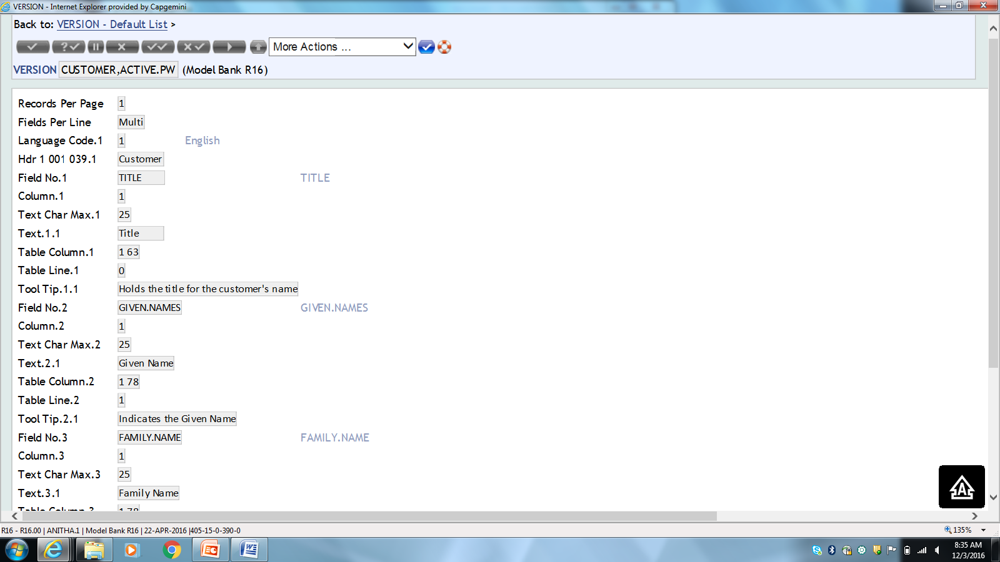 VERSION - Internet Explorer provided by Capgemini
Back to: VERSION - Default List >
More Actions ...
VERSION CUSTOMER,ACTIVE.PW (Model Bank R16)
Records Per Page 1
Fields Per Line Multi
Language Code.1 1 English
Hdr 1 001 039.1 Customer
Field No.1 TITLE TITLE
Column.1 1
Text Char Max.1 25
Text.1.1 Title
Table Column.1 1 63
Table Line.1 0
Tool Tip.1.1 Holds the title for the customer's name
Field No.2 GIVEN.NAMES GIVEN.NAMES
Column.2 1
Text Char Max.2 25
Text.2.1 Given Name
Table Column.2 1 78
Table Line.2 1
Tool Tip.2.1 Indicates the Given Name
Field No.3 FAMILY.NAME FAMILY.NAME
Column.3 1
Text Char Max.3 25
Text.3.1 Family Name
Table Column.3 1 78
A
R16 - R16.00 | ANITHA.1 | Model Bank R16 | 22-APR-2016 |405-15-0-390-0
135%
8:35 AM
12/3/2016